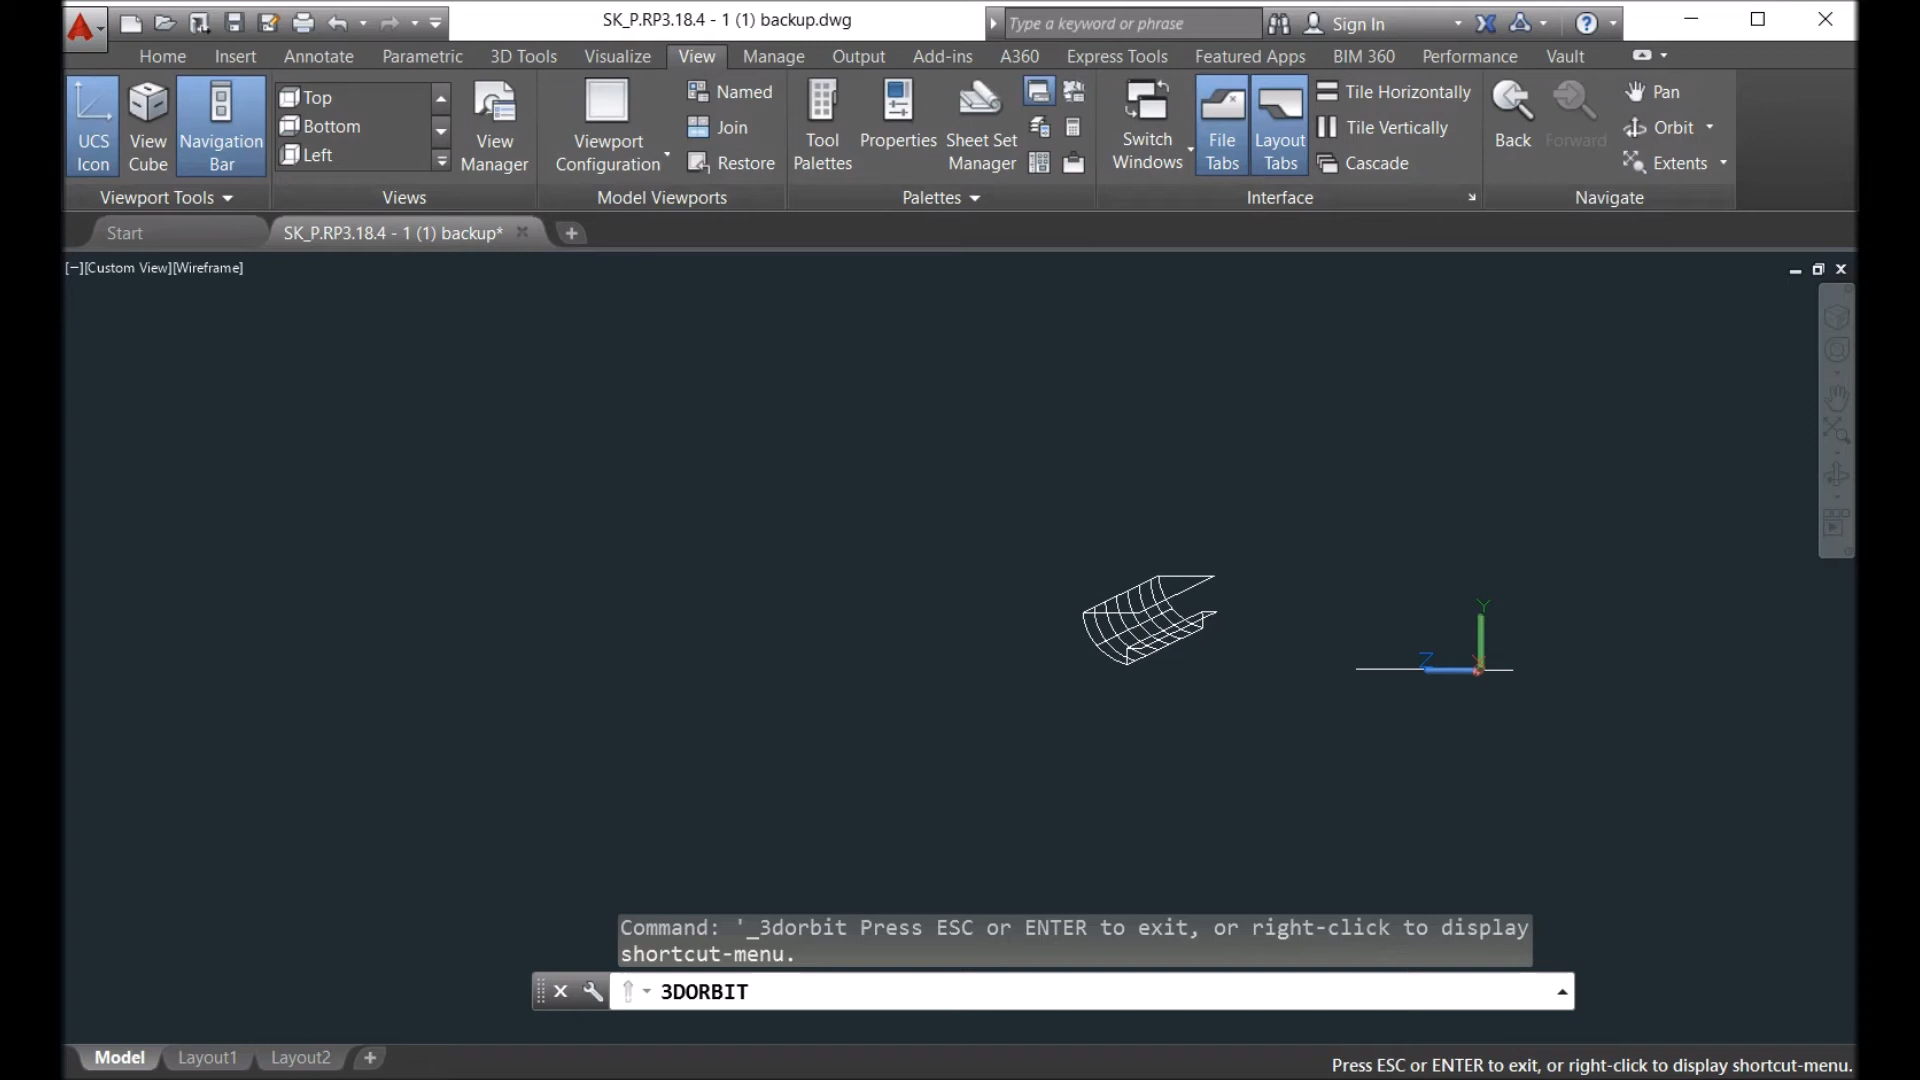 SK_P.RP3.18.4 - 1 (1) backup.dwg
Type a keyword or phrase
Sign In
Home Insert Annotate Parametric 3D Tools Visualize View Manage Output Add-ins A360 Express Tools Featured Apps BIM 360 Performance Vault
UCS Icon
View Cube
Navigation Bar
Viewport Tools
Top
Bottom
Left
View Manager
Views
Viewport Configuration
Named
Join
Restore
Model Viewports
Tool Palettes
Properties
Sheet Set Manager
Palettes
Switch Windows
File Tabs
Layout Tabs
Tile Horizontally
Tile Vertically
Cascade
Interface
Back
Forward
Pan
Orbit
Extents
Navigate
Start
SK_P.RP3.18.4 - 1 (1) backup*
[−][Custom View][Wireframe]
Y
Z
Command: '_3dorbit Press ESC or ENTER to exit, or right-click to display
shortcut-menu.
3DORBIT
Model Layout1 Layout2
Press ESC or ENTER to exit, or right-click to display shortcut-menu.